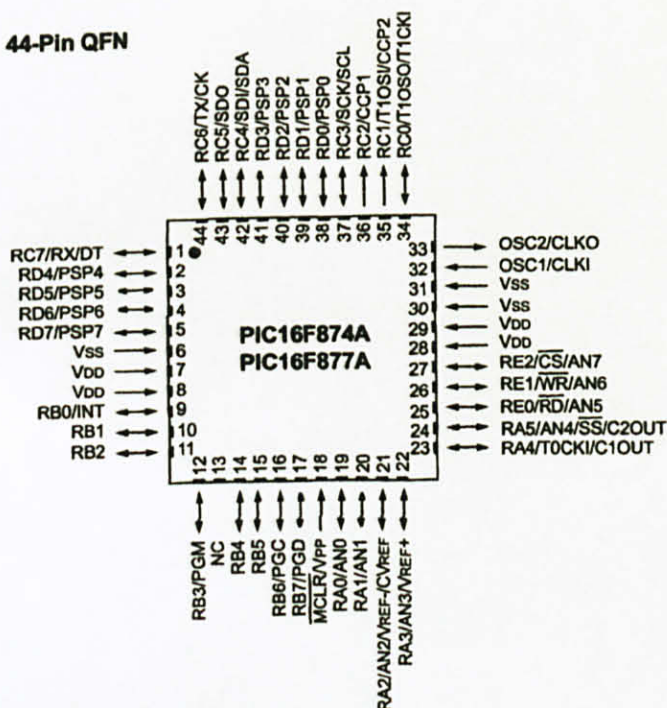 44-Pin QFN
RC6/TX/CK
RC5/SDO
RC4/SDI/SDA
RD3/PSP3
RD2/PSP2
RD1/PSP1
RD0/PSP0
RC3/SCK/SCL
RC2/CCP1
RC1/T1OSI/CCP2
RC0/T1OSO/T1CKI
44 43 42 41 40 39 38 37 36 35 34
RC7/RX/DT 1
RD4/PSP4 2
RD5/PSP5 3
RD6/PSP6 4
RD7/PSP7 5
VSS 6
VDD 7
VDD 8
RB0/INT 9
RB1 10
RB2 11
PIC16F874A
PIC16F877A
33 OSC2/CLKO
32 OSC1/CLKI
31 VSS
30 VSS
29 VDD
28 VDD
27 RE2/CS/AN7
26 RE1/WR/AN6
25 RE0/RD/AN5
24 RA5/AN4/SS/C2OUT
23 RA4/T0CKI/C1OUT
12 13 14 15 16 17 18 19 20 21 22
RB3/PGM
NC
RB4
RB5
RB6/PGC
RB7/PGD
MCLR/VPP
RA0/AN0
RA1/AN1
RA2/AN2/VREF-/CVREF
RA3/AN3/VREF+